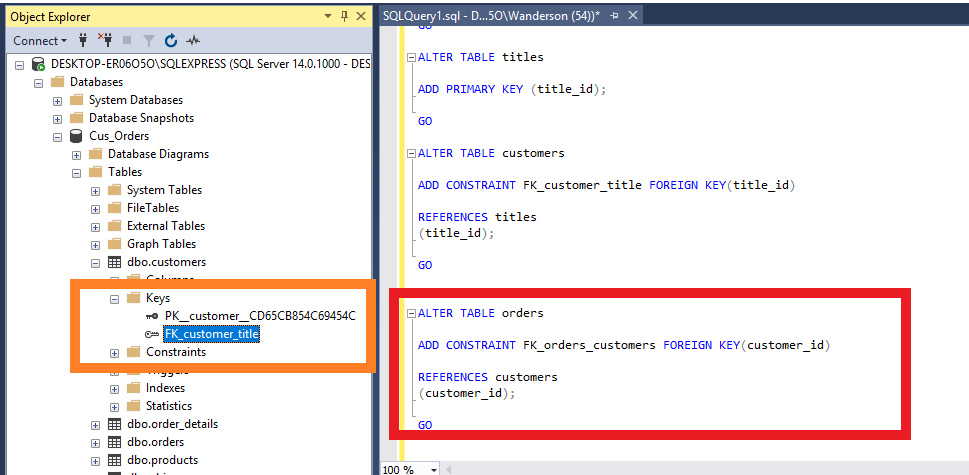 Object Explorer
Connect
DESKTOP-ER06O5O\SQLEXPRESS (SQL Server 14.0.1000 - DES
Databases
System Databases
Database Snapshots
Cus_Orders
Database Diagrams
Tables
System Tables
FileTables
External Tables
Graph Tables
dbo.customers
Columns
Keys
PK__customer__CD65CB854C69454C
FK_customer_title
Constraints
Triggers
Indexes
Statistics
dbo.order_details
dbo.orders
dbo.products
SQLQuery1.sql - D...5O\Wanderson (54))*
GO
ALTER TABLE titles
ADD PRIMARY KEY (title_id);
GO
ALTER TABLE customers
ADD CONSTRAINT FK_customer_title FOREIGN KEY(title_id)
REFERENCES titles
(title_id);
GO
ALTER TABLE orders
ADD CONSTRAINT FK_orders_customers FOREIGN KEY(customer_id)
REFERENCES customers
(customer_id);
GO
100 %